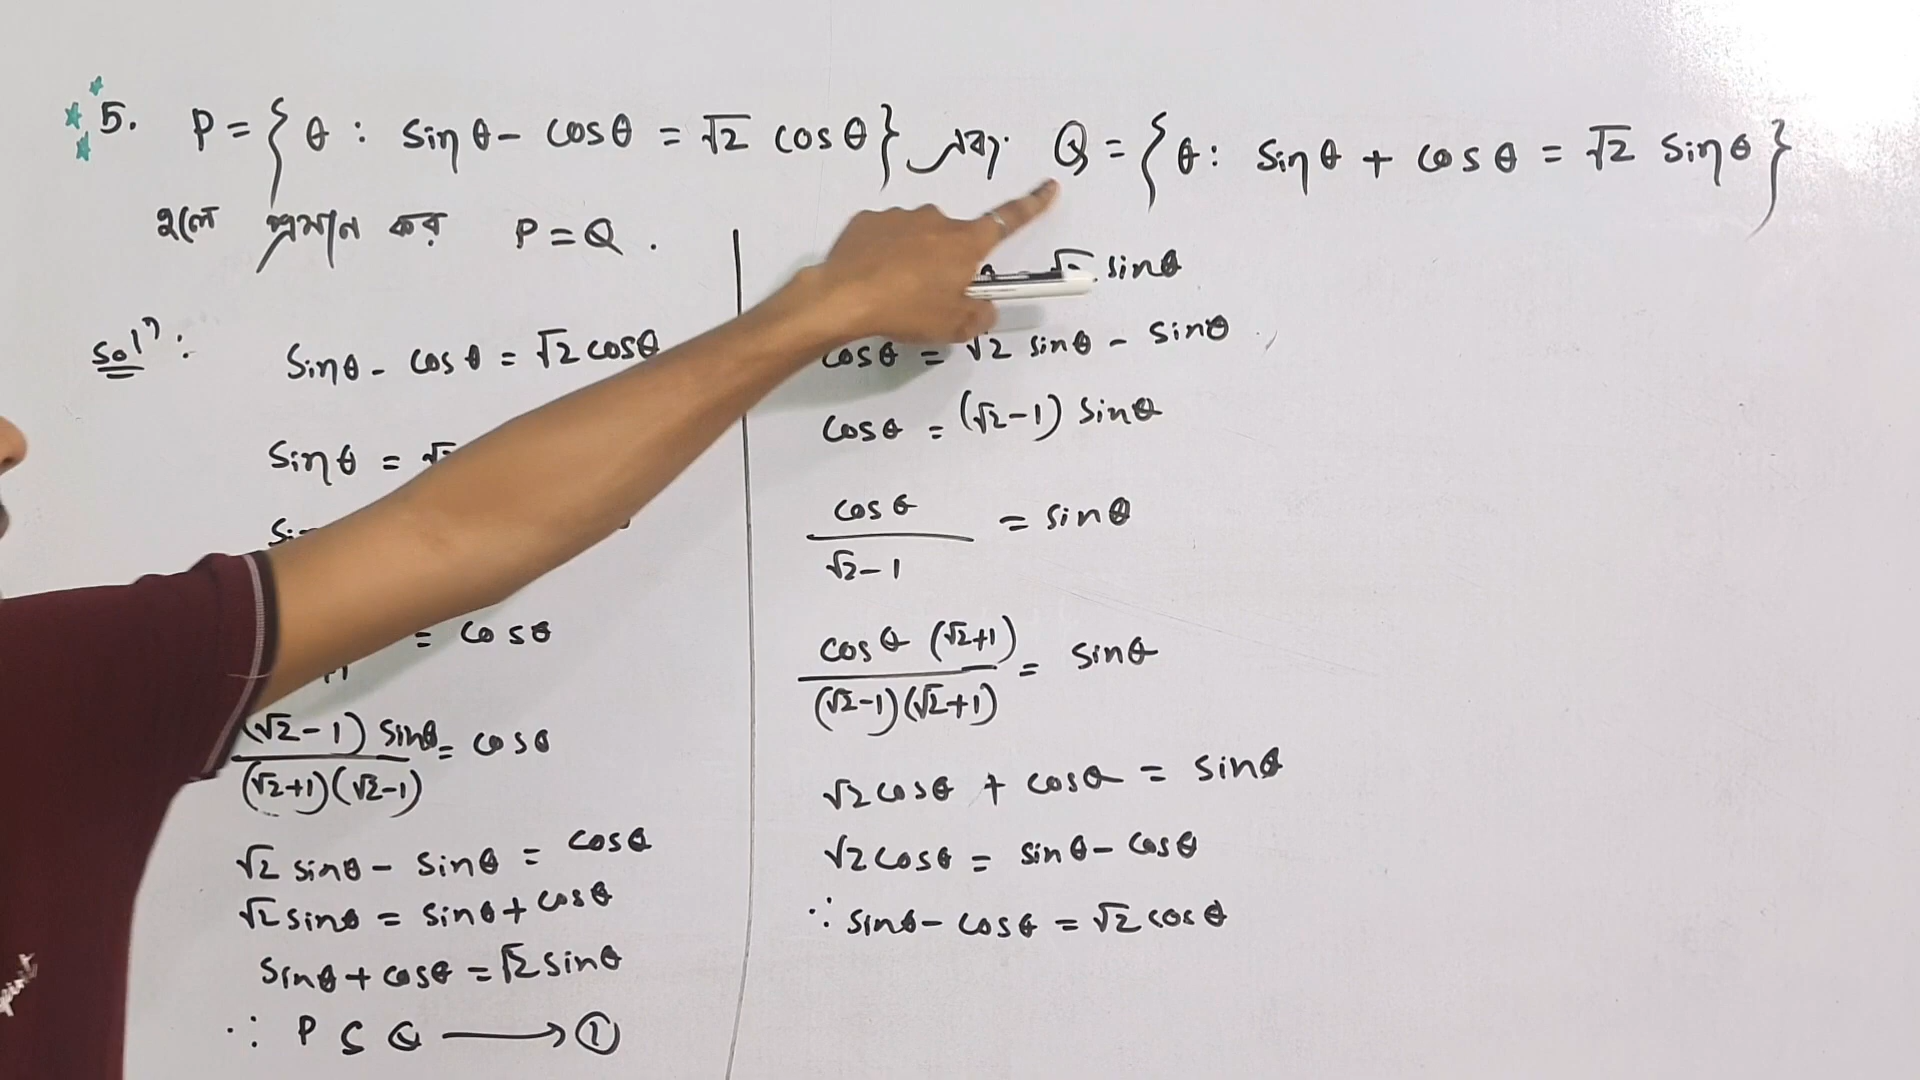 5. P = { θ : sinθ - cosθ = √2 cosθ } এবং Q = { θ : sinθ + cosθ = √2 sinθ }
হলে প্রমান কর P = Q .
Solⁿ :
sinθ - cosθ = √2 cosθ
sinθ =
= cosθ
(√2-1) sinθ = cosθ
(√2+1)(√2-1)
√2 sinθ - sinθ = cosθ
√2 sinθ = sinθ + cosθ
sinθ + cosθ = √2 sinθ
∴ P ⊆ Q ⟶ ①
sinθ
cosθ = √2 sinθ - sinθ
cosθ = (√2-1) sinθ
cosθ = sinθ
√2-1
cosθ (√2+1) = sinθ
(√2-1)(√2+1)
√2 cosθ + cosθ = sinθ
√2 cosθ = sinθ - cosθ
∴ sinθ - cosθ = √2 cosθ